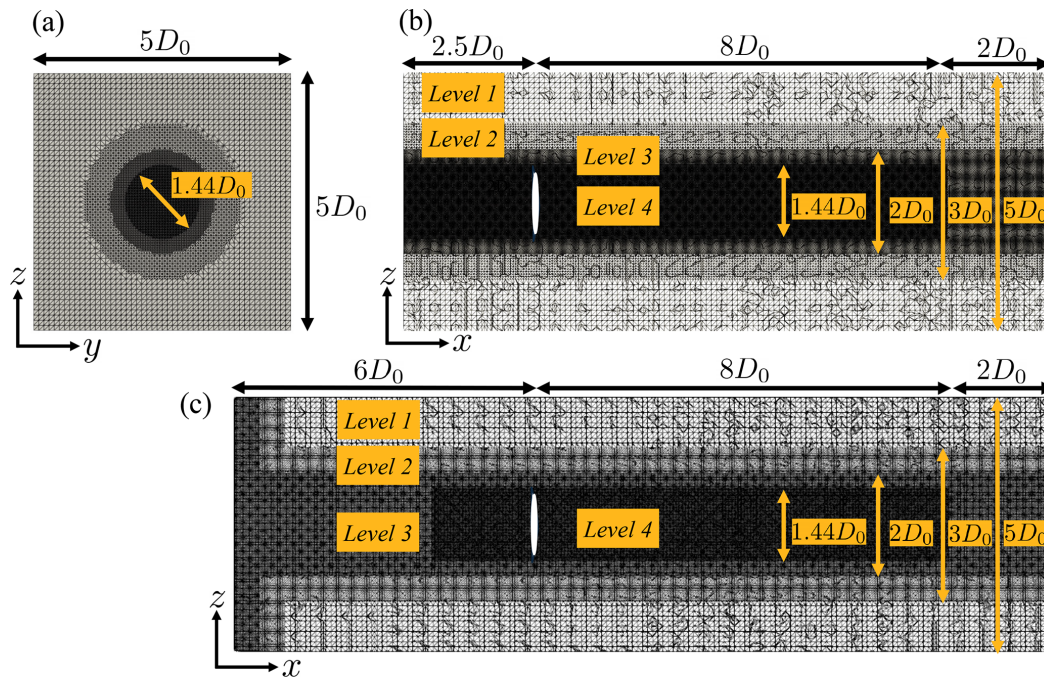 (a)
5D₀
1.44D₀
5D₀
z
y
(b)
2.5D₀
8D₀
2D₀
Level 1
Level 2
Level 3
Level 4
1.44D₀
2D₀
3D₀
5D₀
z
x
(c)
6D₀
8D₀
2D₀
Level 1
Level 2
Level 3
Level 4
1.44D₀
2D₀
3D₀
5D₀
z
x